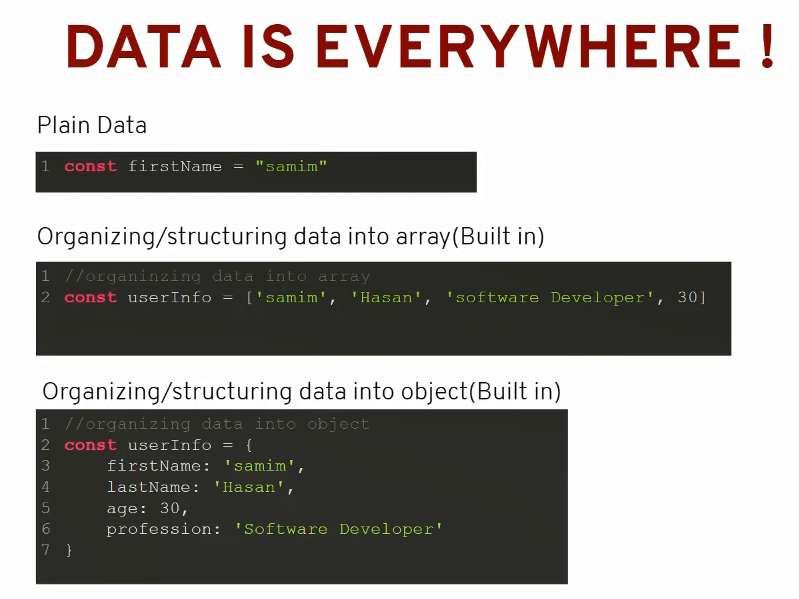 DATA IS EVERYWHERE !
Plain Data
1 const firstName = "samim"
Organizing/structuring data into array(Built in)
1 //organinzing data into array
2 const userInfo = ['samim', 'Hasan', 'software Developer', 30]
Organizing/structuring data into object(Built in)
1 //organizing data into object
2 const userInfo = {
3 firstName: 'samim',
4 lastName: 'Hasan',
5 age: 30,
6 profession: 'Software Developer'
7 }